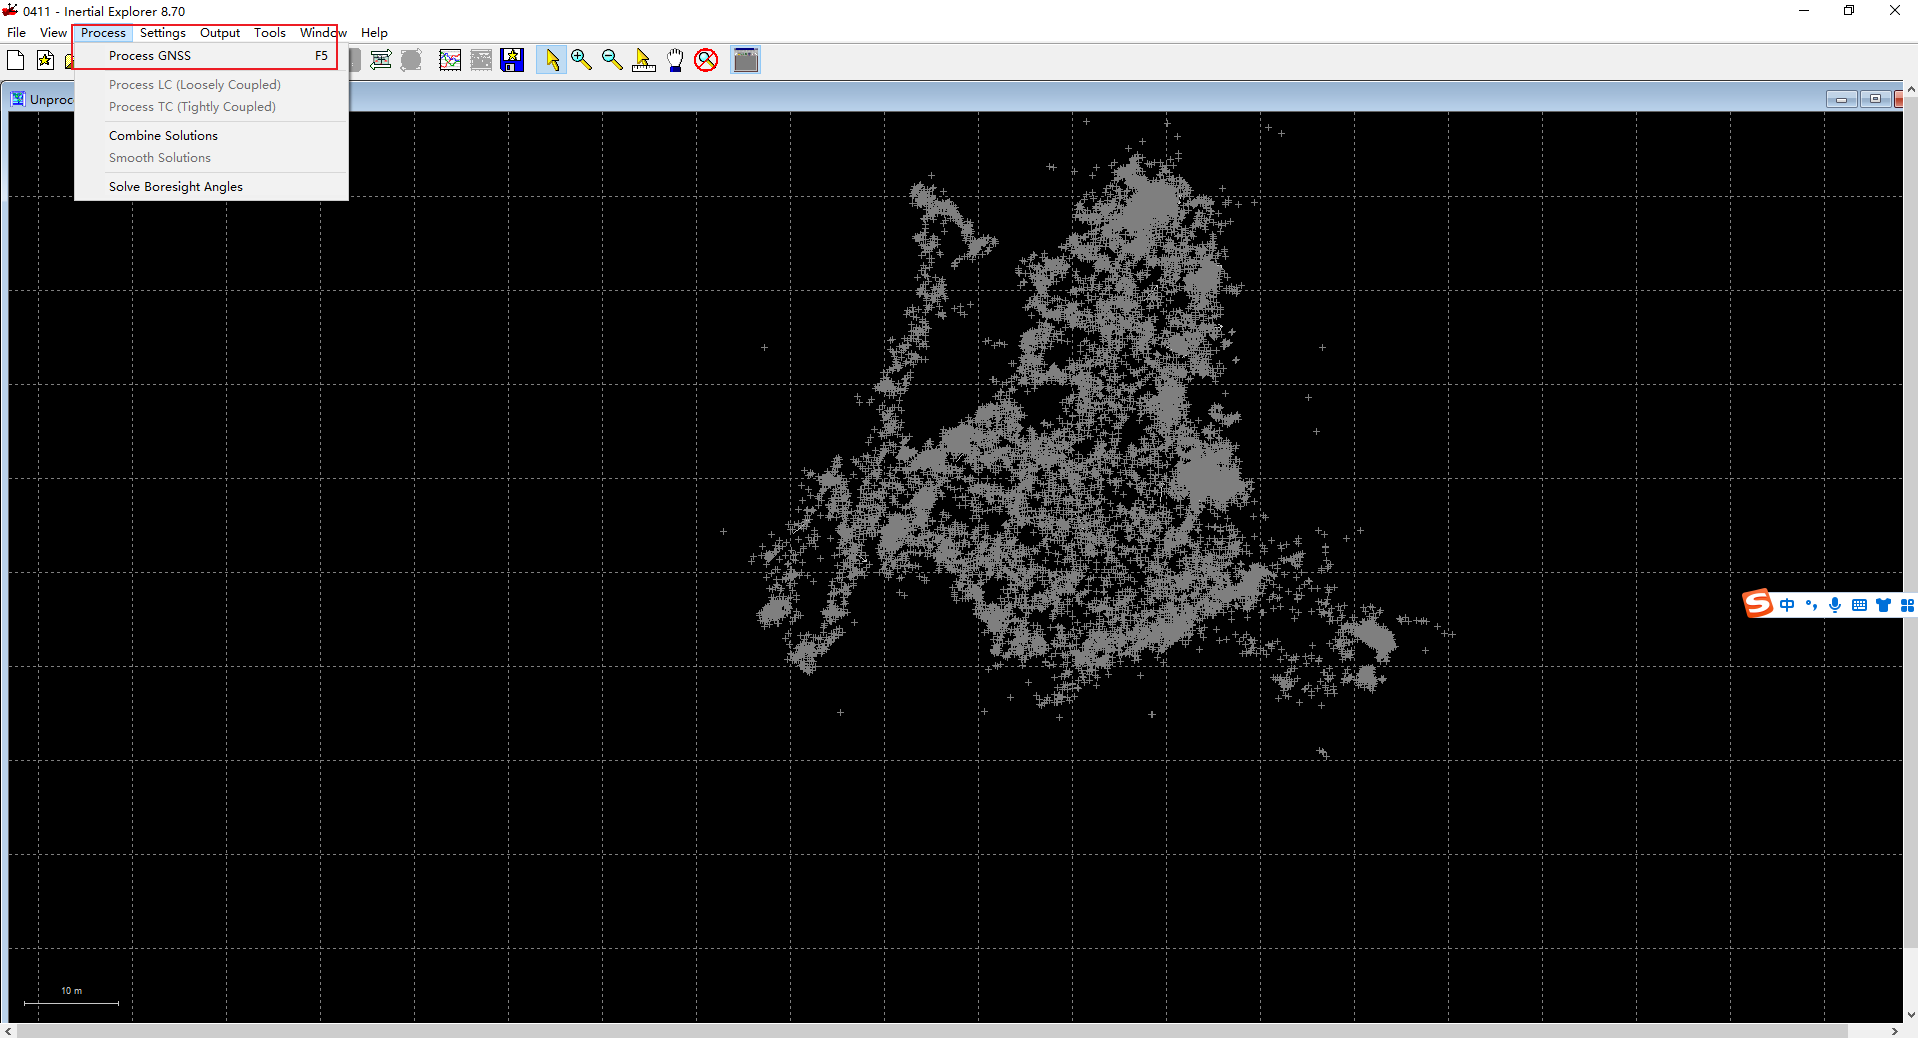 0411 - Inertial Explorer 8.70
File View Process Settings Output Tools Window Help
Process GNSS F5
Process LC (Loosely Coupled)
Process TC (Tightly Coupled)
Unproc
Combine Solutions
Smooth Solutions
Solve Boresight Angles
中
10 m